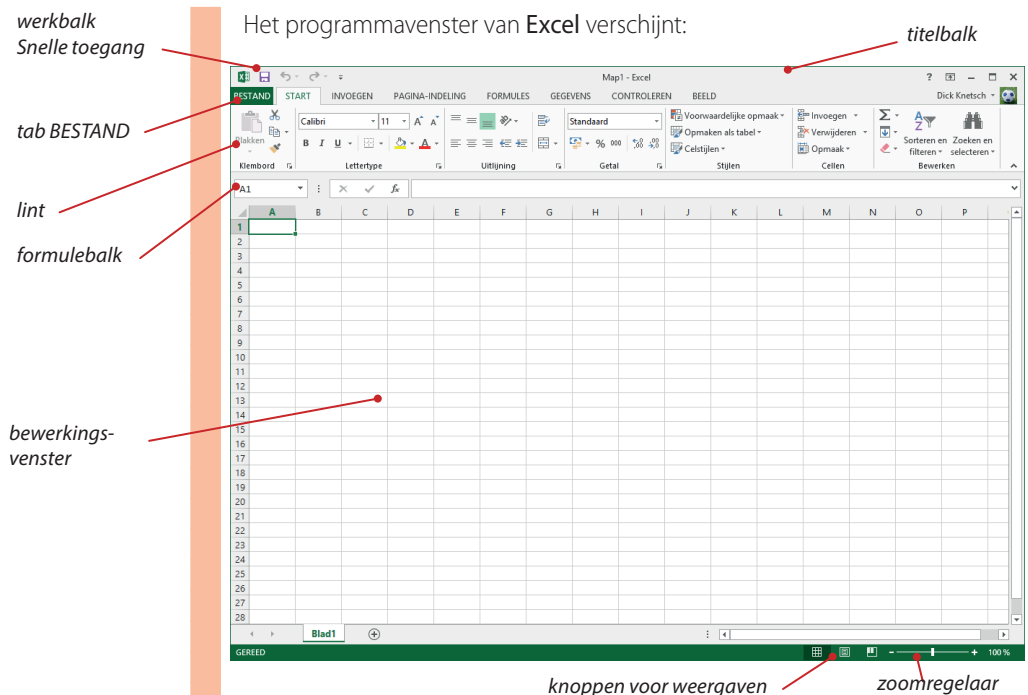 werkbalk
Snelle toegang
Het programmavenster van Excel verschijnt:
titelbalk
Map1 - Excel
?
BESTAND START INVOEGEN PAGINA-INDELING FORMULES GEGEVENS CONTROLEREN BEELD Dick Knetsch
tab BESTAND
Plakken
Calibri 11 A A
B I U A
Standaard
% 000
Voorwaardelijke opmaak
Opmaken als tabel
Celstijlen
Invoegen
Verwijderen
Opmaak
Σ
A
Z
Sorteren en
filteren
Zoeken en
selecteren
Klembord Lettertype Uitlijning Getal Stijlen Cellen Bewerken
lint
A1 fx
formulebalk
A B C D E F G H I J K L M N O P
1
2
3
4
5
6
7
8
9
10
11
12
13
14
15
16
17
18
19
20
21
22
23
24
25
26
27
28
bewerkings-
venster
Blad1
GEREED 100 %
knoppen voor weergaven
zoomregelaar